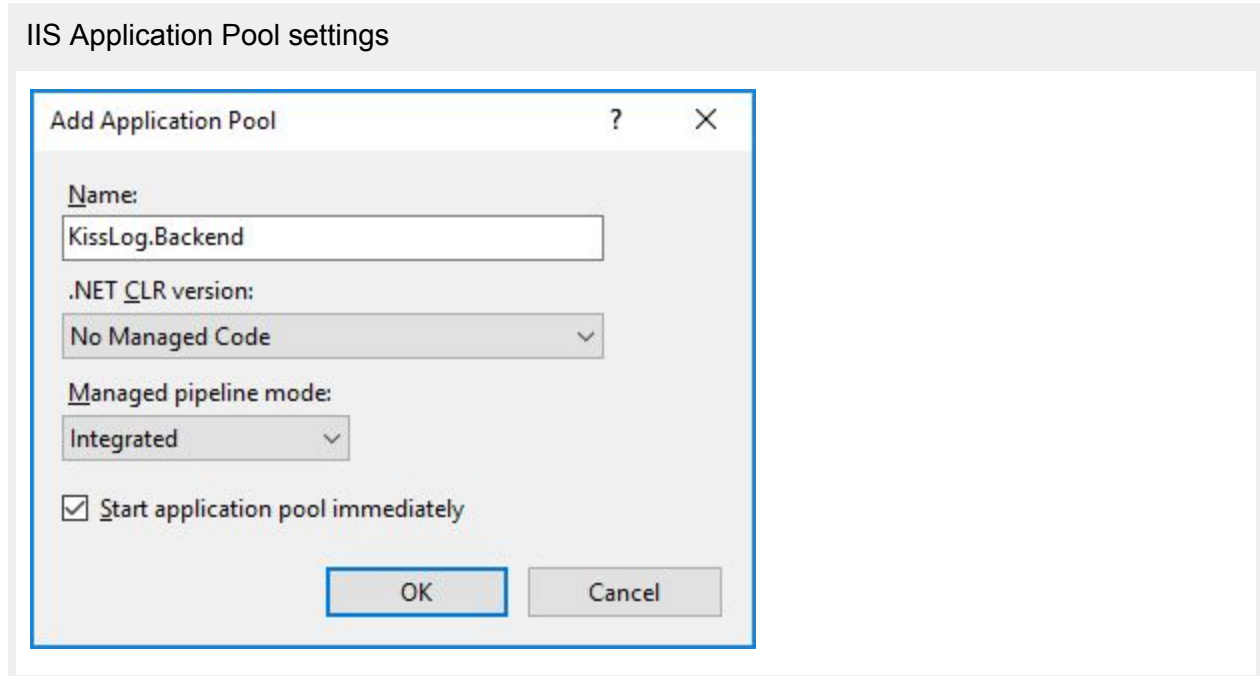 IIS Application Pool settings
Add Application Pool ?
Name:
KissLog.Backend
.NET CLR version:
No Managed Code
Managed pipeline mode:
Integrated
Start application pool immediately
OK Cancel